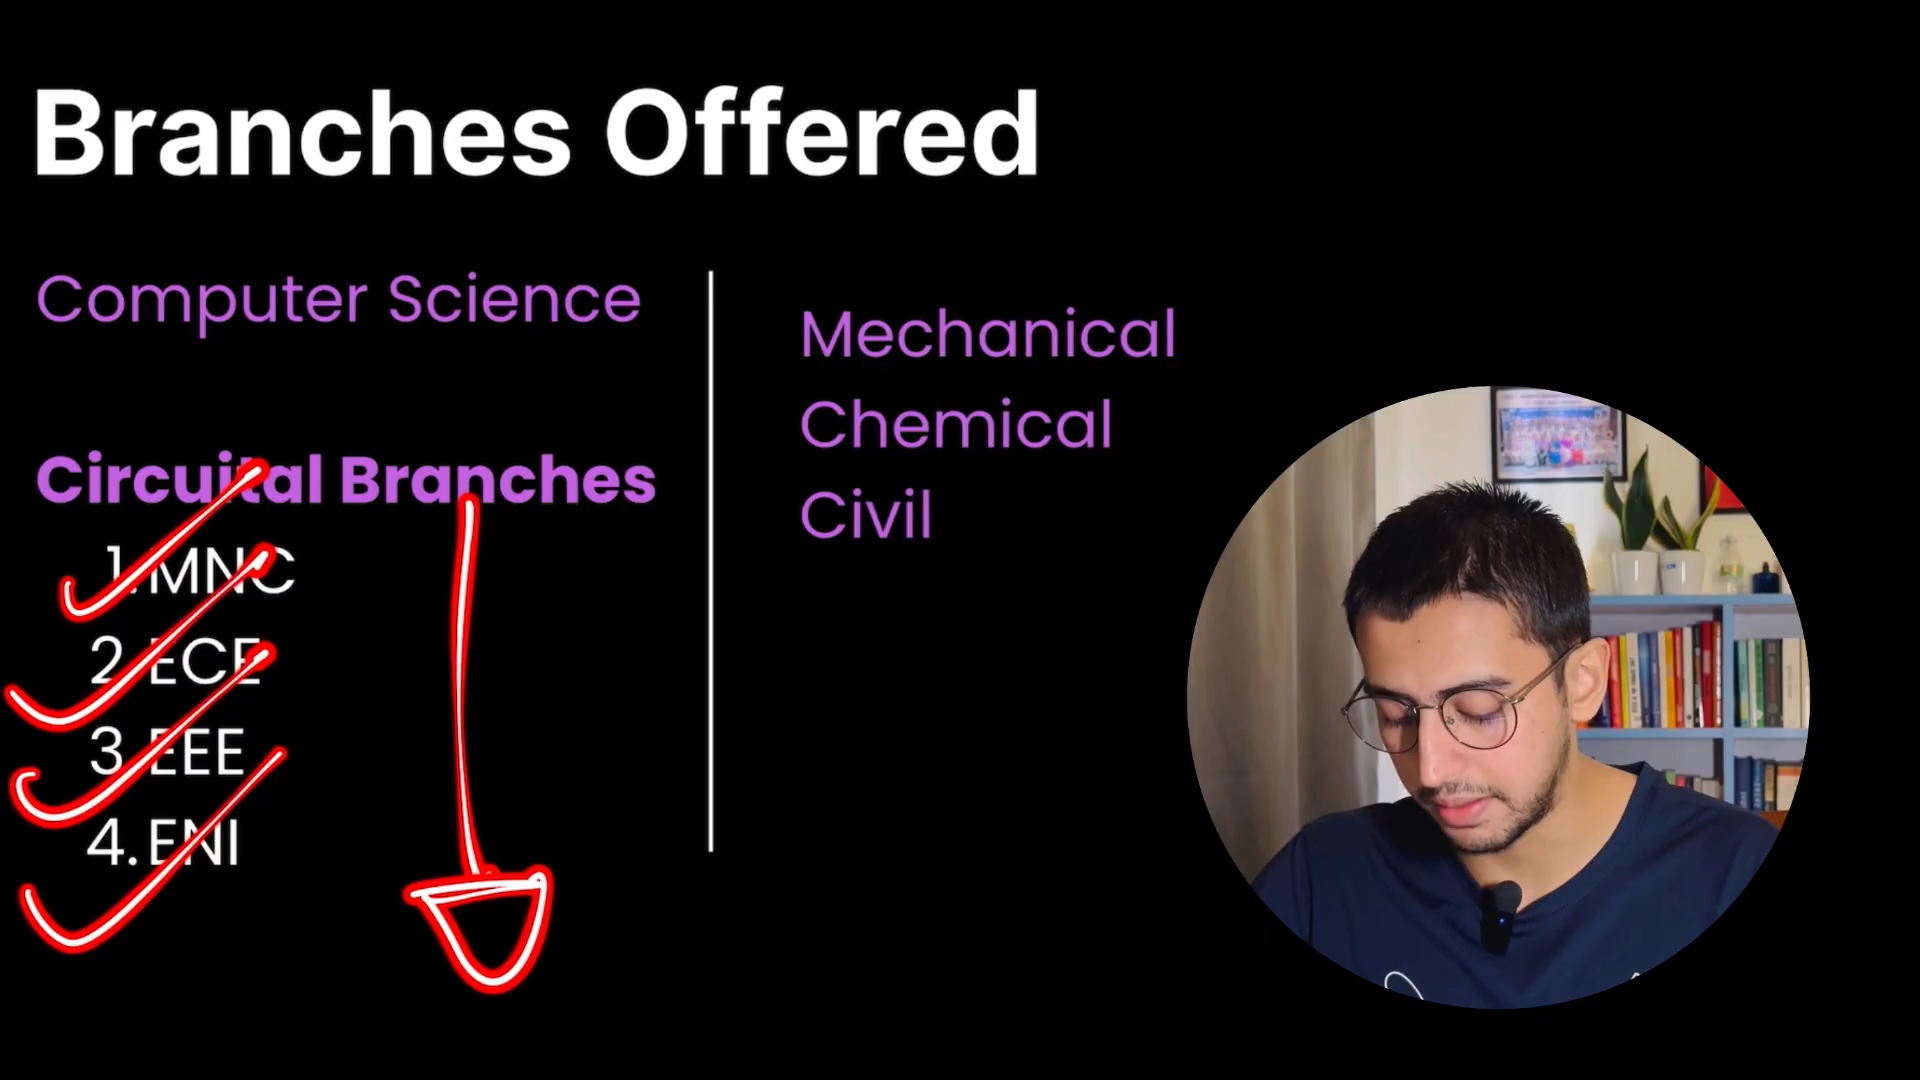 Branches Offered
Computer Science
Circuital Branches
1. MNC
2. ECE
3. EEE
4. ENI
Mechanical
Chemical
Civil